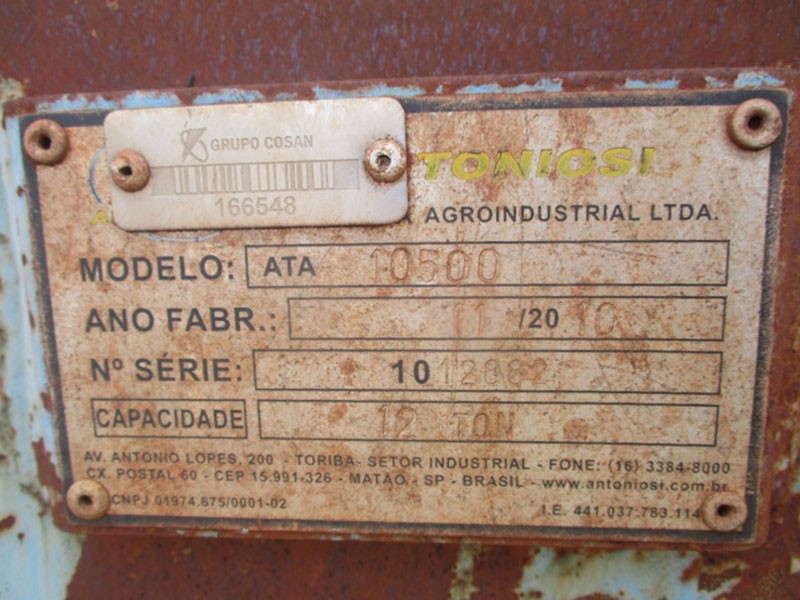 GRUPO COSAN
166548
TONIOSI
AGROINDUSTRIAL LTDA.
MODELO: ATA 10500
ANO FABR.: 11 /20 10
Nº SÉRIE:
CAPACIDADE 12 TON
AV. ANTONIO LOPES, 200 - TORIBA- SETOR INDUSTRIAL - FONE: (16) 3384-8000
CX. POSTAL 60 - CEP 15.991-326 - MATÃO - SP - BRASIL - www.antoniosi.com.br
CNPJ 01974.675/0001-02
I.E. 441.037.783.114